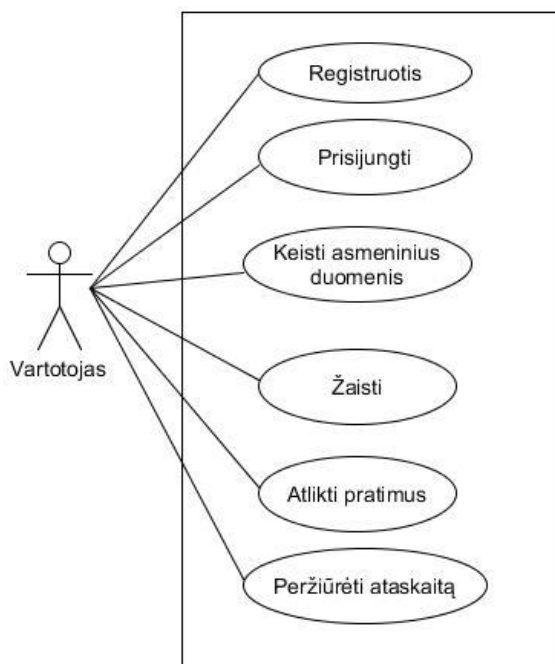 Registruotis
Prisijungti
Keisti asmeninius
duomenis
Vartotojas
Žaisti
Atlikti pratimus
Peržiūrėti ataskaitą